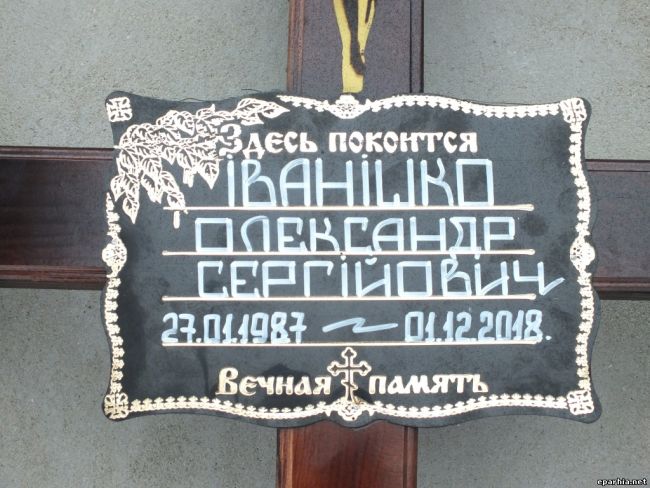 Здесь покоится
ІВАНІШКО
ОЛЕКСАНДР
СЕРГІЙОВИЧ
27.01.1987 ~ 01.12.2018.
Вечная память
eparhia.net